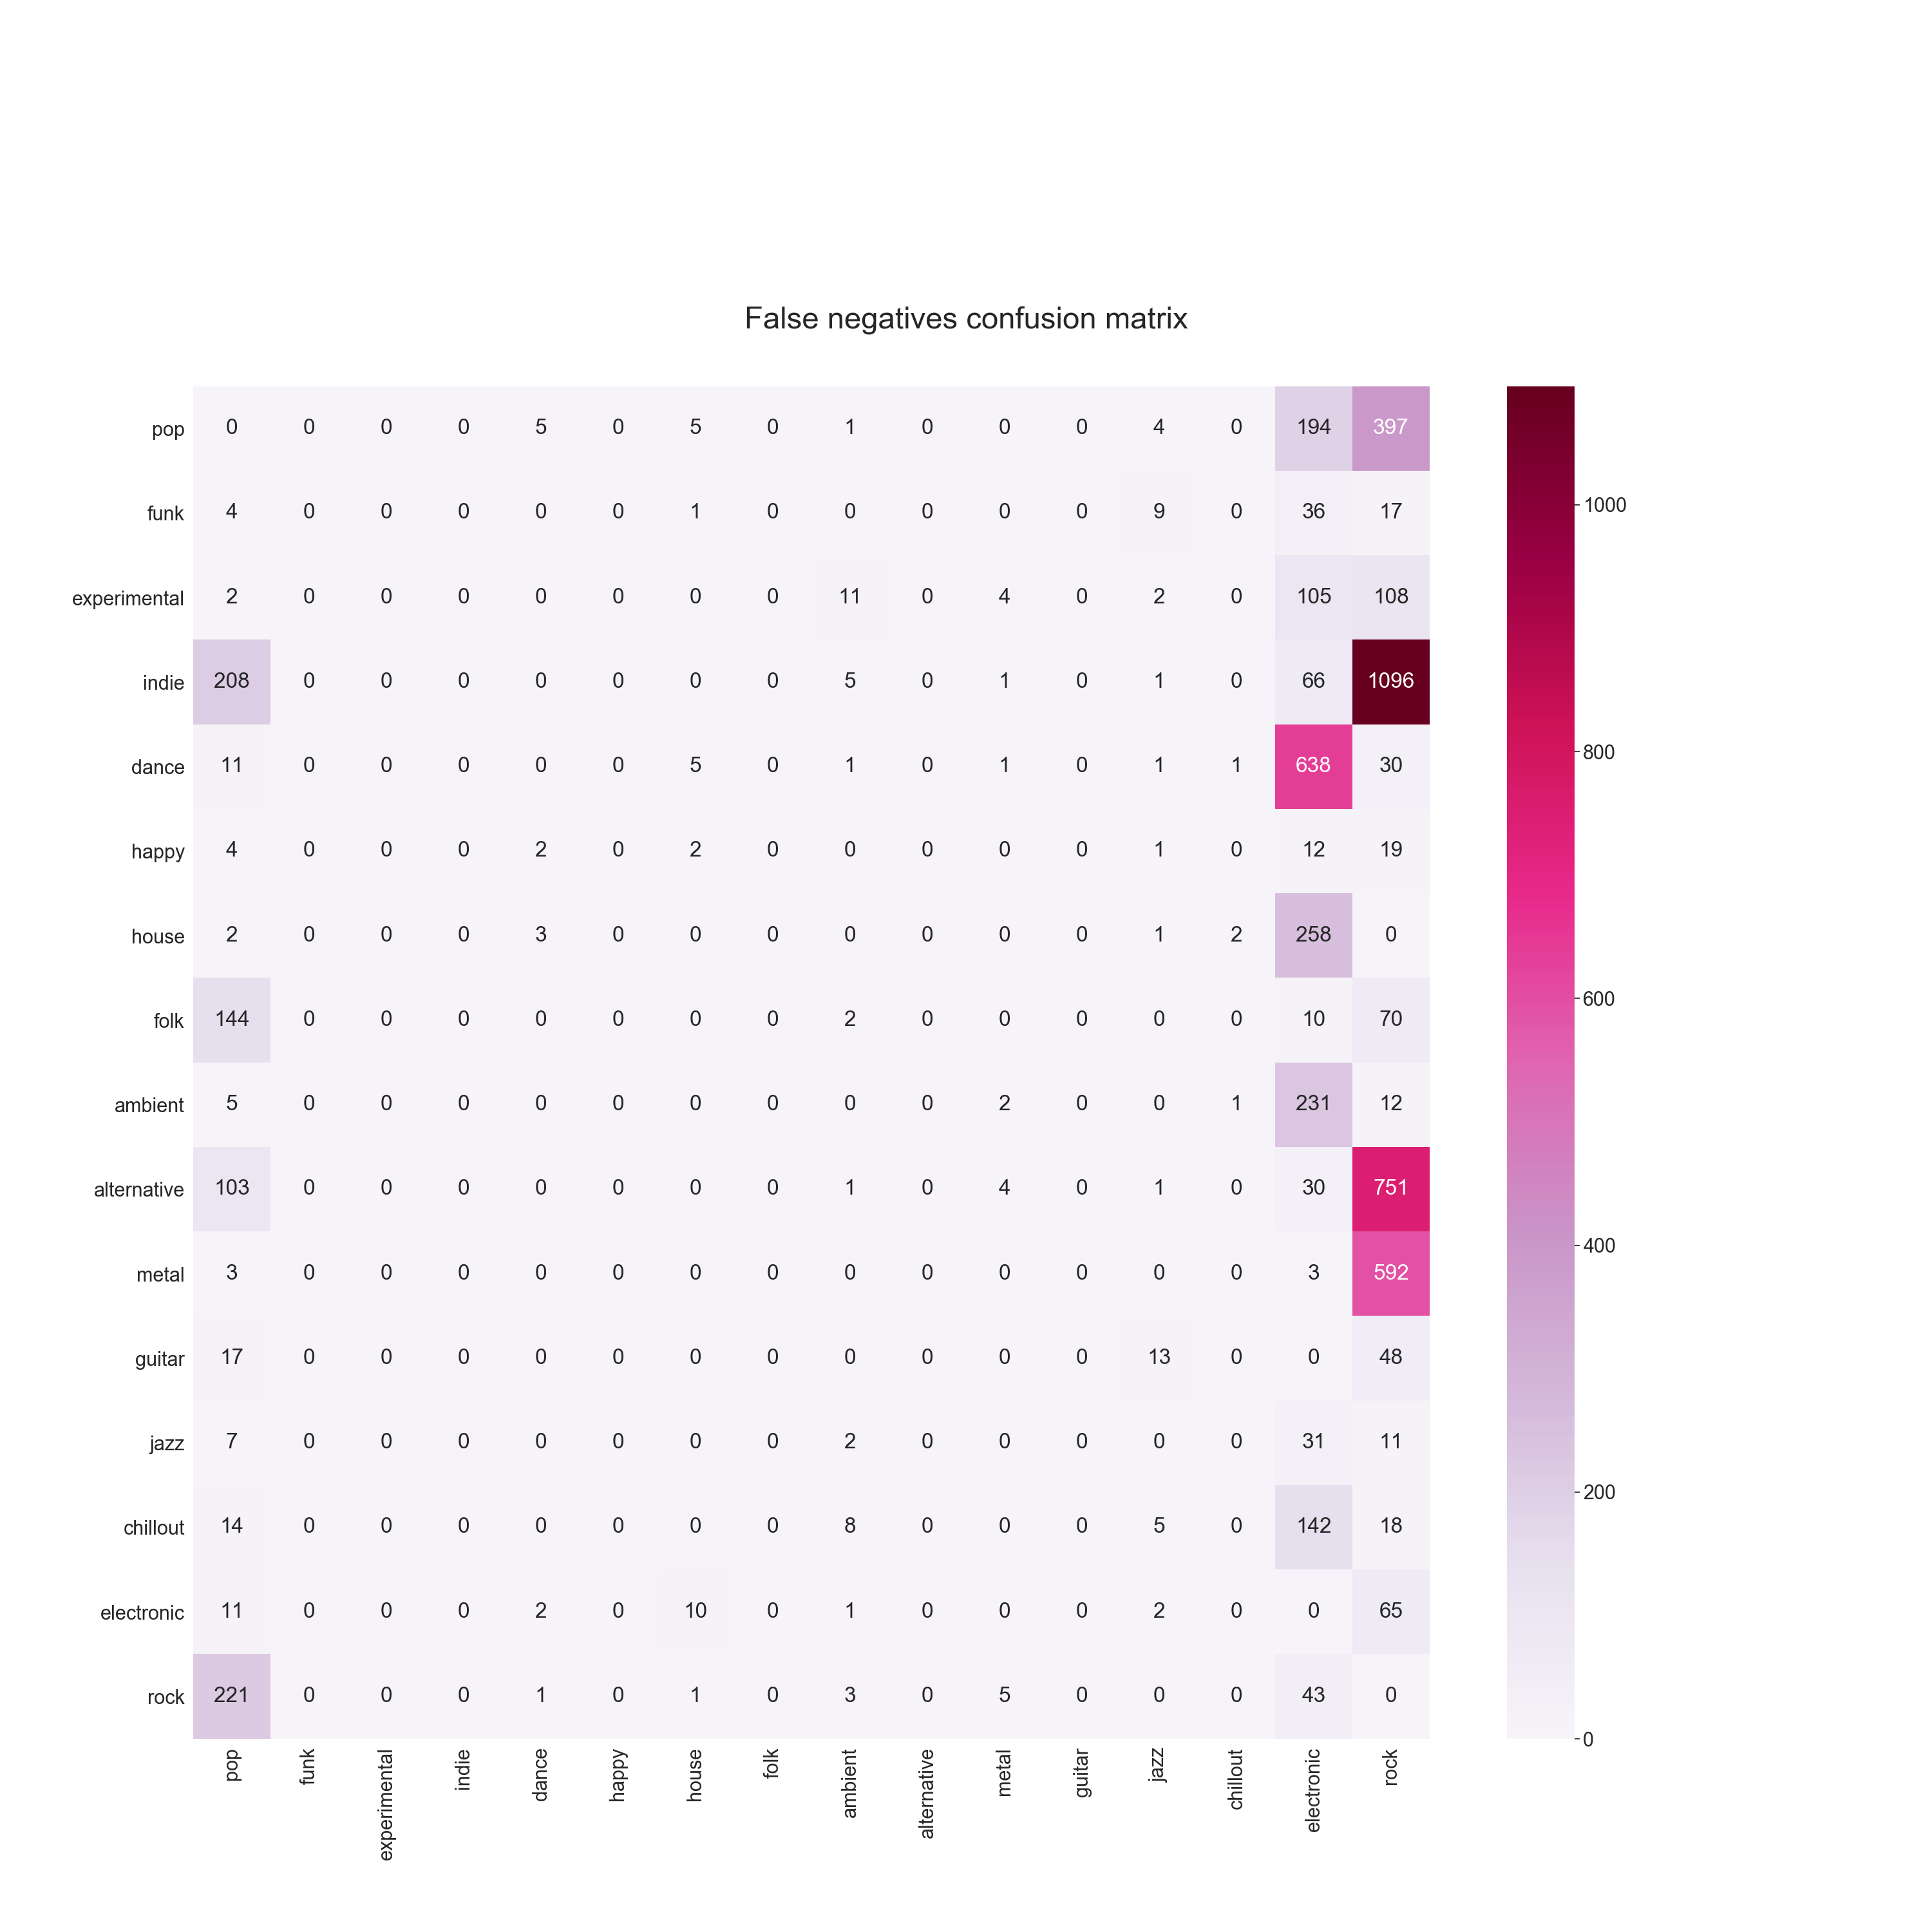 False negatives confusion matrix
pop 0 0 0 0 5 0 5 0 1 0 0 0 4 0 194 397
funk 4 0 0 0 0 0 1 0 0 0 0 0 9 0 36 17
1000
experimental 2 0 0 0 0 0 0 0 11 0 4 0 2 0 105 108
indie 208 0 0 0 0 0 0 0 5 0 1 0 1 0 66 1096
dance 11 0 0 0 0 0 5 0 1 0 1 0 1 1 638 30
800
happy 4 0 0 0 2 0 2 0 0 0 0 0 1 0 12 19
house 2 0 0 0 3 0 0 0 0 0 0 0 1 2 258 0
600
folk 144 0 0 0 0 0 0 0 2 0 0 0 0 0 10 70
ambient 5 0 0 0 0 0 0 0 0 0 2 0 0 1 231 12
alternative 103 0 0 0 0 0 0 0 1 0 4 0 1 0 30 751
400
metal 3 0 0 0 0 0 0 0 0 0 0 0 0 0 3 592
guitar 17 0 0 0 0 0 0 0 0 0 0 0 13 0 0 48
jazz 7 0 0 0 0 0 0 0 2 0 0 0 0 0 31 11
200
chillout 14 0 0 0 0 0 0 0 8 0 0 0 5 0 142 18
electronic 11 0 0 0 2 0 10 0 1 0 0 0 2 0 0 65
rock 221 0 0 0 1 0 1 0 3 0 5 0 0 0 43 0
0
pop funk experimental indie dance happy house folk ambient alternative metal guitar jazz chillout electronic rock